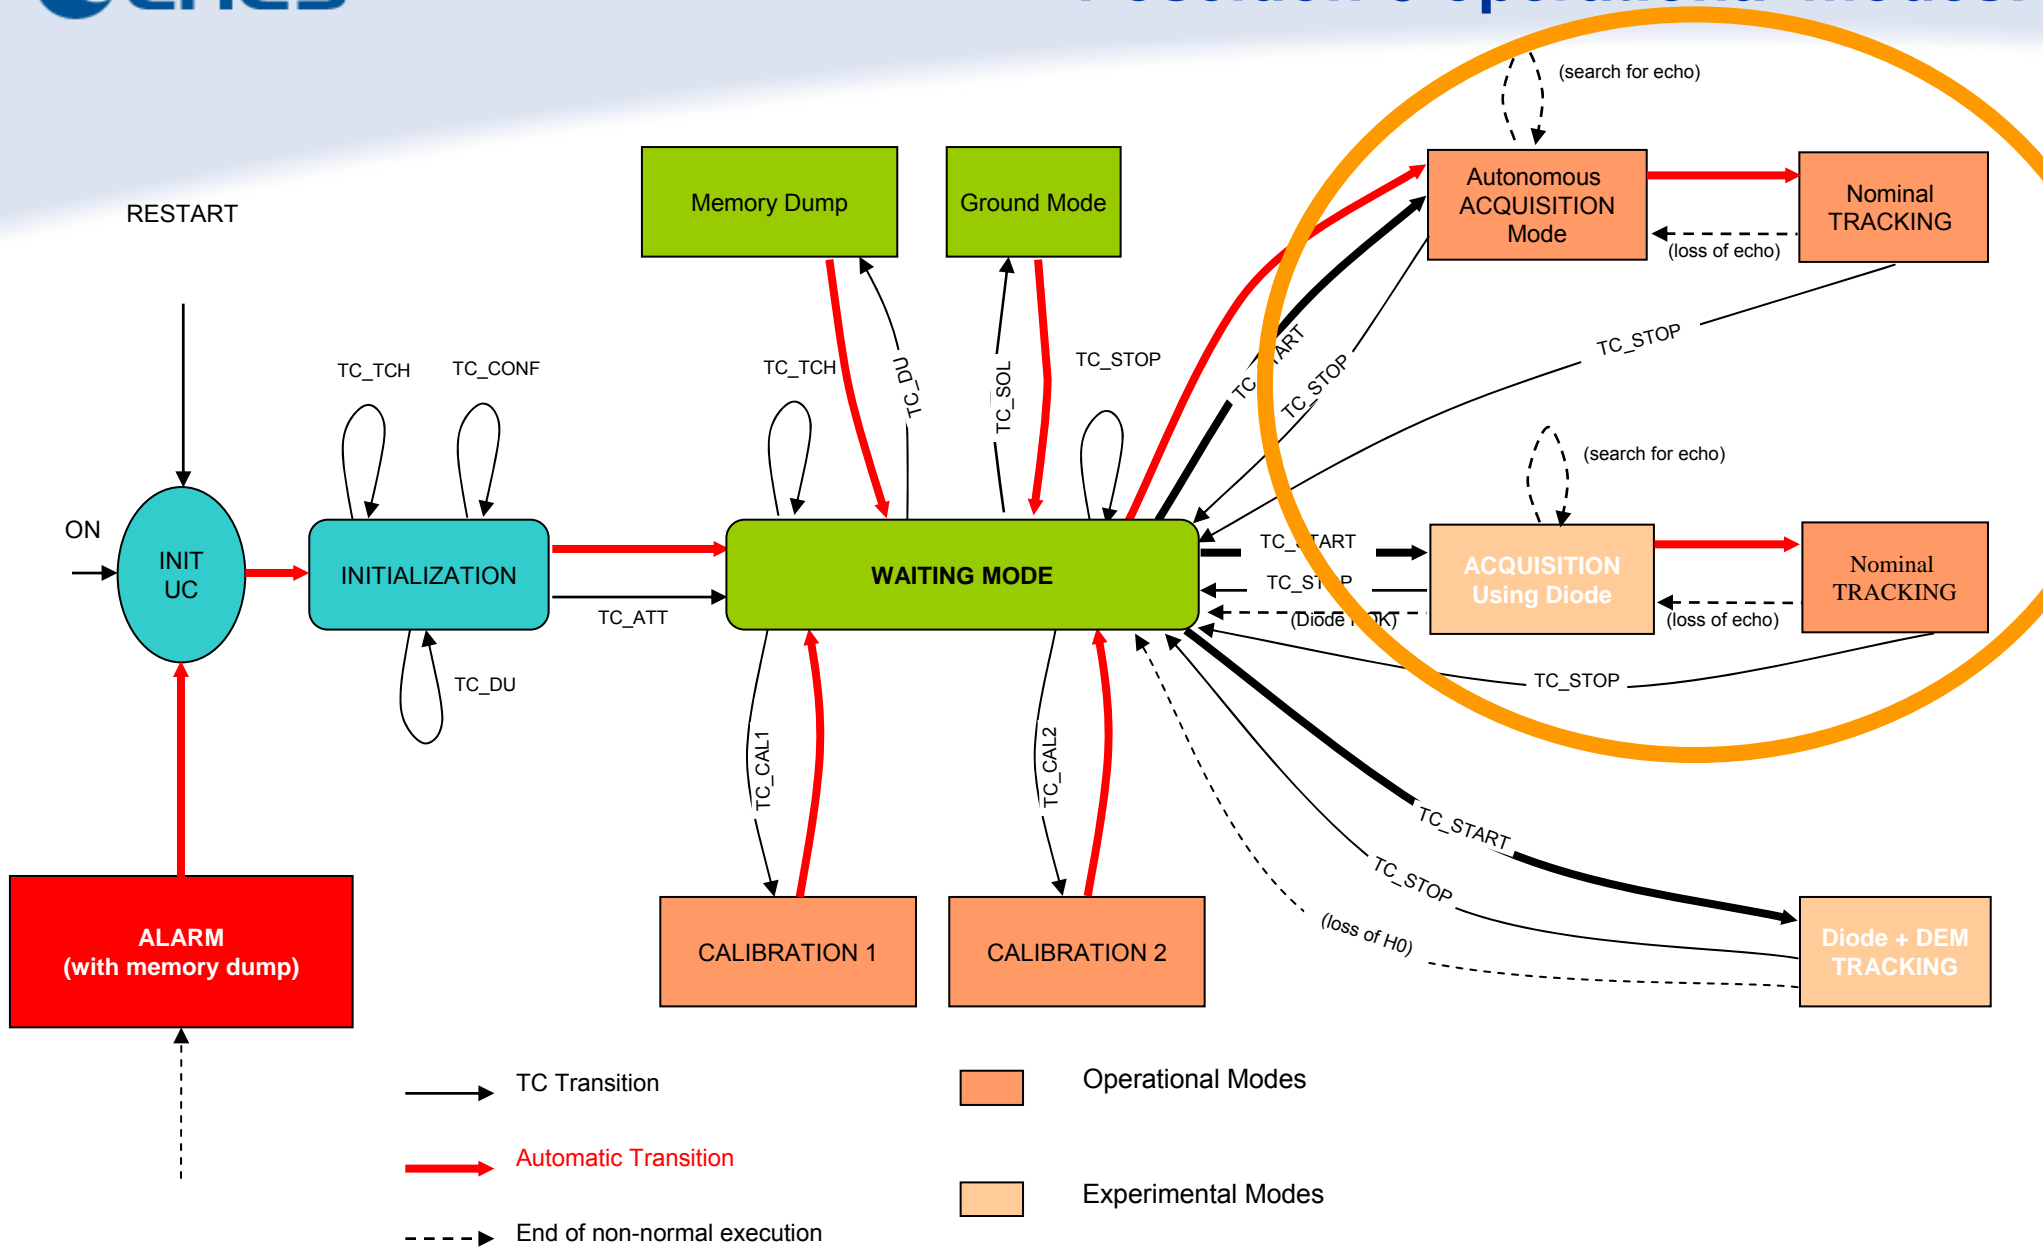 (search for echo)
Autonomous
ACQUISITION
Mode
Nominal
TRACKING
(loss of echo)
Memory Dump
Ground Mode
RESTART
TC_TCH
TC_CONF
TC_TCH
TC_DU
TC_SOL
TC_STOP
TC_STOP
TC_STOP
(search for echo)
ON
INIT
UC
INITIALIZATION
TC_ATT
TC_DU
WAITING MODE
TC_START
TC_STOP
ACQUISITION
Using Diode
Nominal
TRACKING
(loss of echo)
TC_STOP
TC_CAL1
TC_CAL2
TC_START
TC_STOP
(loss of H0)
ALARM
(with memory dump)
CALIBRATION 1
CALIBRATION 2
Diode + DEM
TRACKING
TC Transition
Operational Modes
Automatic Transition
Experimental Modes
End of non-normal execution